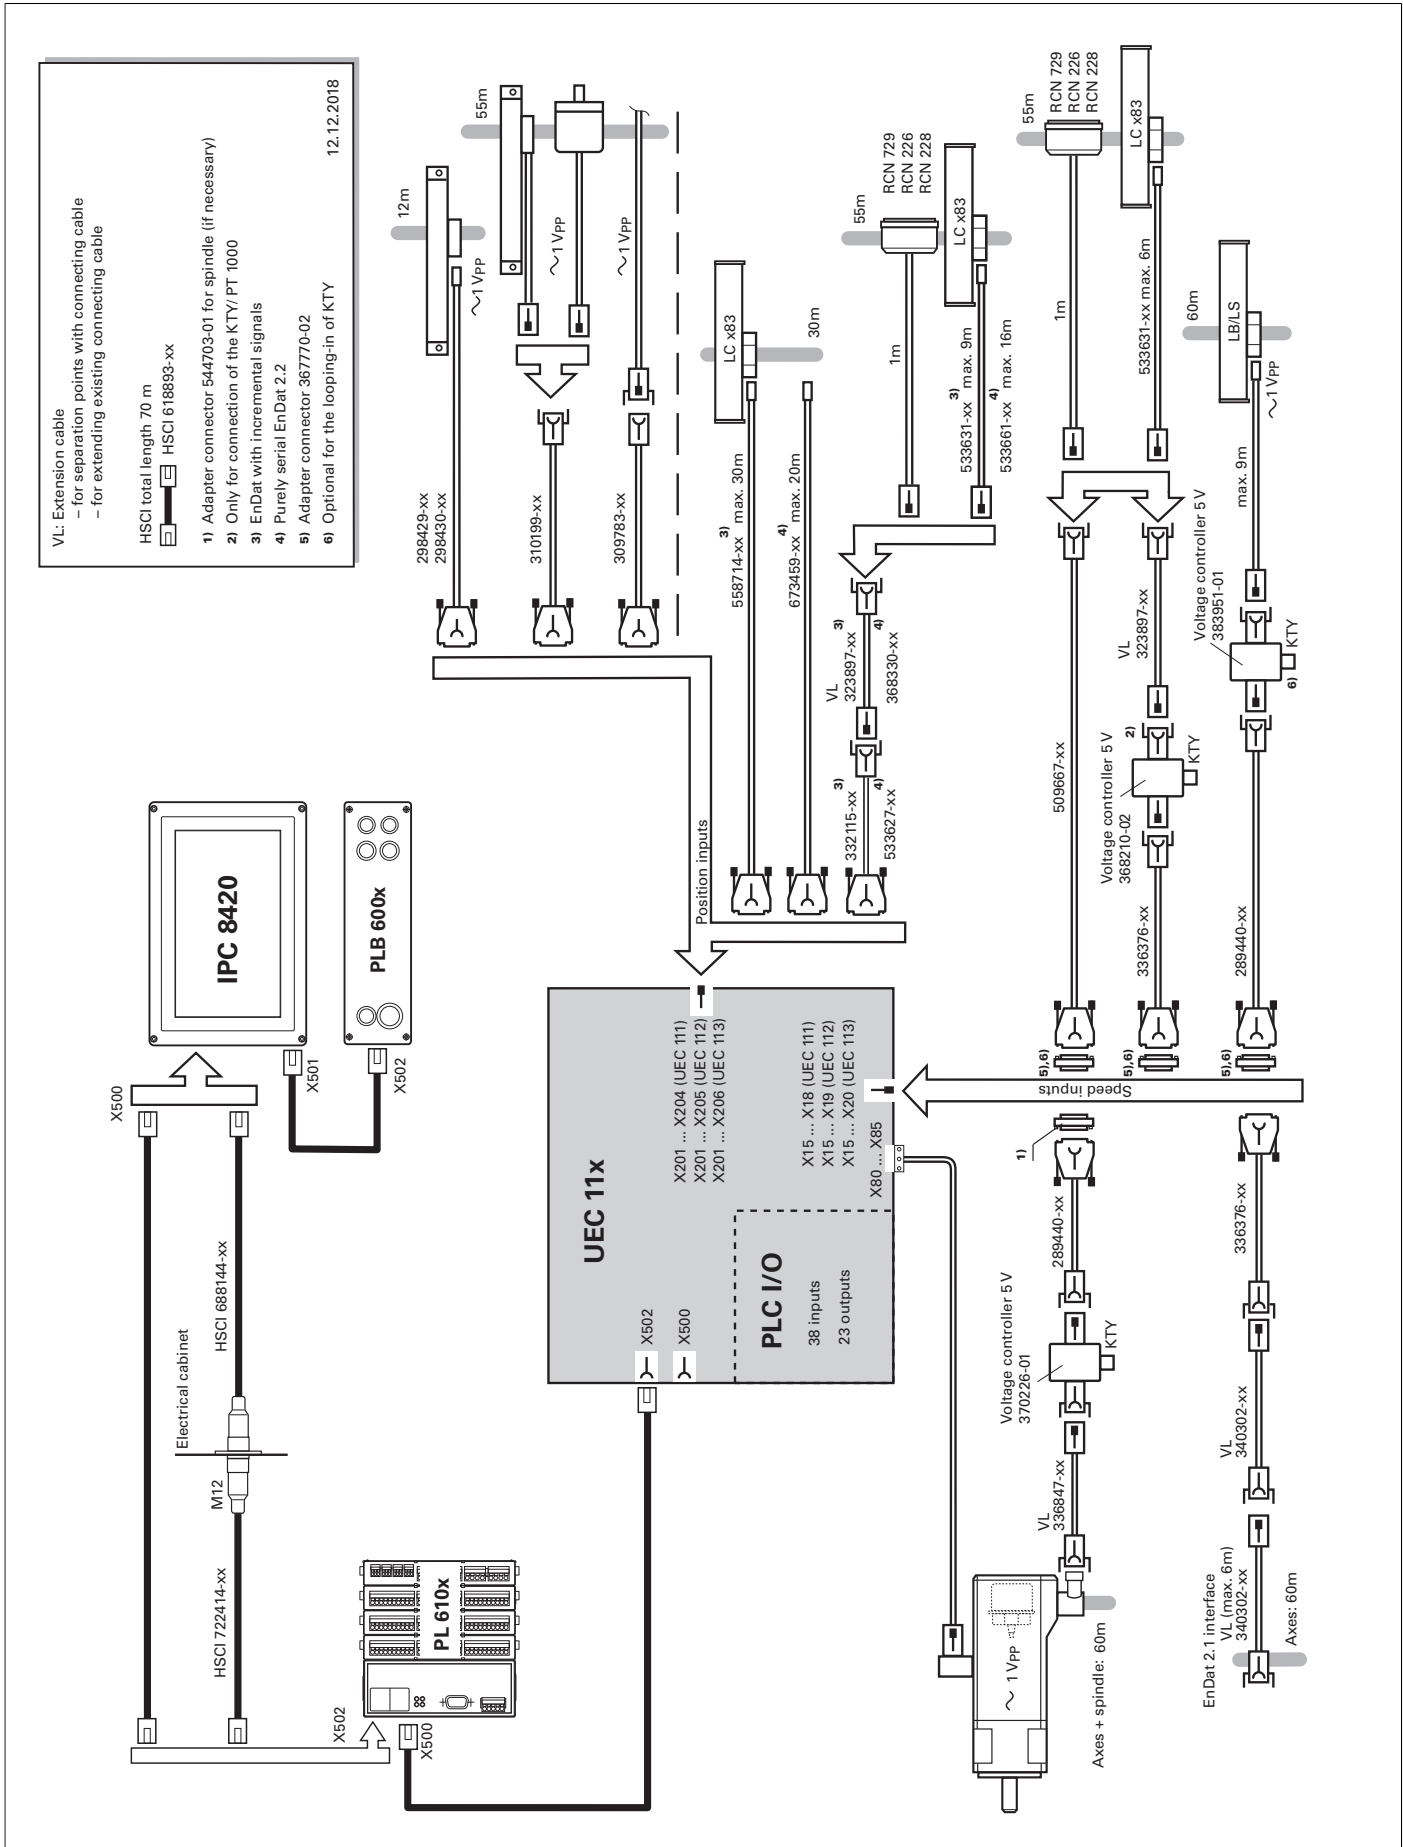 VL: Extension cable
– for separation points with connecting cable
– for extending existing connecting cable
HSCI total length 70 m
HSCI 618893-xx
1) Adapter connector 544703-01 for spindle (if necessary)
2) Only for connection of the KTY/ PT 1000
3) EnDat with incremental signals
4) Purely serial EnDat 2.2
5) Adapter connector 367770-02
6) Optional for the looping-in of KTY
12.12.2018
X500
IPC 8420
X501
PLB 600x
X502
HSCI 688144-xx
Electrical cabinet
M12
HSCI 722414-xx
X502
PL 610x
X500
12m
~1 VPP
298429-xx
298430-xx
55m
~1 VPP
310199-xx
~1 VPP
309783-xx
LC x83
30m
3)
558714-xx max. 30m
4)
673459-xx max. 20m
55m
RCN 729
RCN 226
RCN 228
LC x83
1m
3)
533631-xx max. 9m
4)
533661-xx max. 16m
3)
VL
323897-xx
4)
368330-xx
3)
332115-xx
4)
533627-xx
Position inputs
UEC 11x
X201 ... X204 (UEC 111)
X201 ... X205 (UEC 112)
X201 ... X206 (UEC 113)
X15 ... X18 (UEC 111)
X15 ... X19 (UEC 112)
X15 ... X20 (UEC 113)
X80 ... X85
X502
X500
PLC I/O
38 inputs
23 outputs
Speed inputs
55m
RCN 729
RCN 226
RCN 228
LC x83
1m
533631-xx max. 6m
509667-xx
5),6)
VL
323897-xx
2)
Voltage controller 5 V
368210-02
KTY
336376-xx
5),6)
60m
LB/LS
~1 VPP
max. 9m
Voltage controller 5 V
383951-01
KTY
6)
289440-xx
5),6)
1)
289440-xx
Voltage controller 5 V
370226-01
KTY
VL
336847-xx
~ 1 VPP
Axes + spindle: 60m
336376-xx
VL
340302-xx
EnDat 2.1 interface
VL (max. 6m)
340302-xx
Axes: 60m